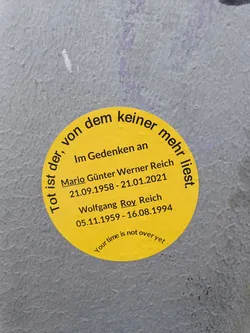 Tot ist der, von dem keiner mehr liest.
Im Gedenken an
Mario Günter Werner Reich
21.09.1958 - 21.01.2021
Wolfgang Roy Reich
05.11.1959 - 16.08.1994
Your time is not over yet